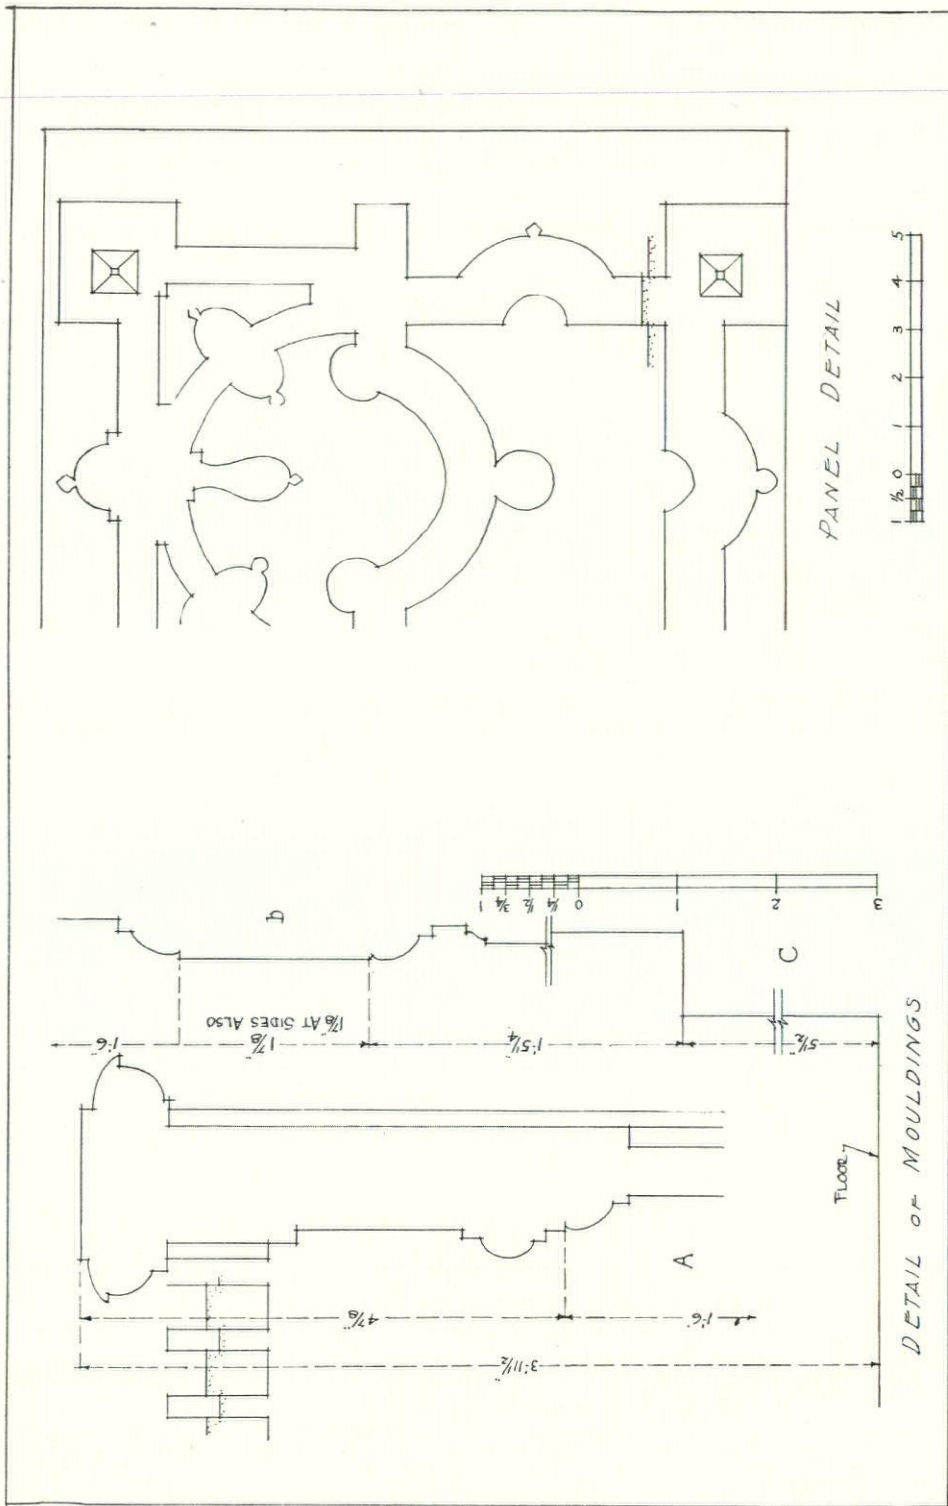 PANEL DETAIL
1 ½ 0 1 2 3 4 5
B
1 ¾ ½ ¼ 0 1 2 3
C
1'-6"
1⅞"
1⅞" AT SIDES ALSO
1'-5¼"
5½"
FLOOR
A
4⅞"
1'-6"
3'-11½"
DETAIL OF MOULDINGS